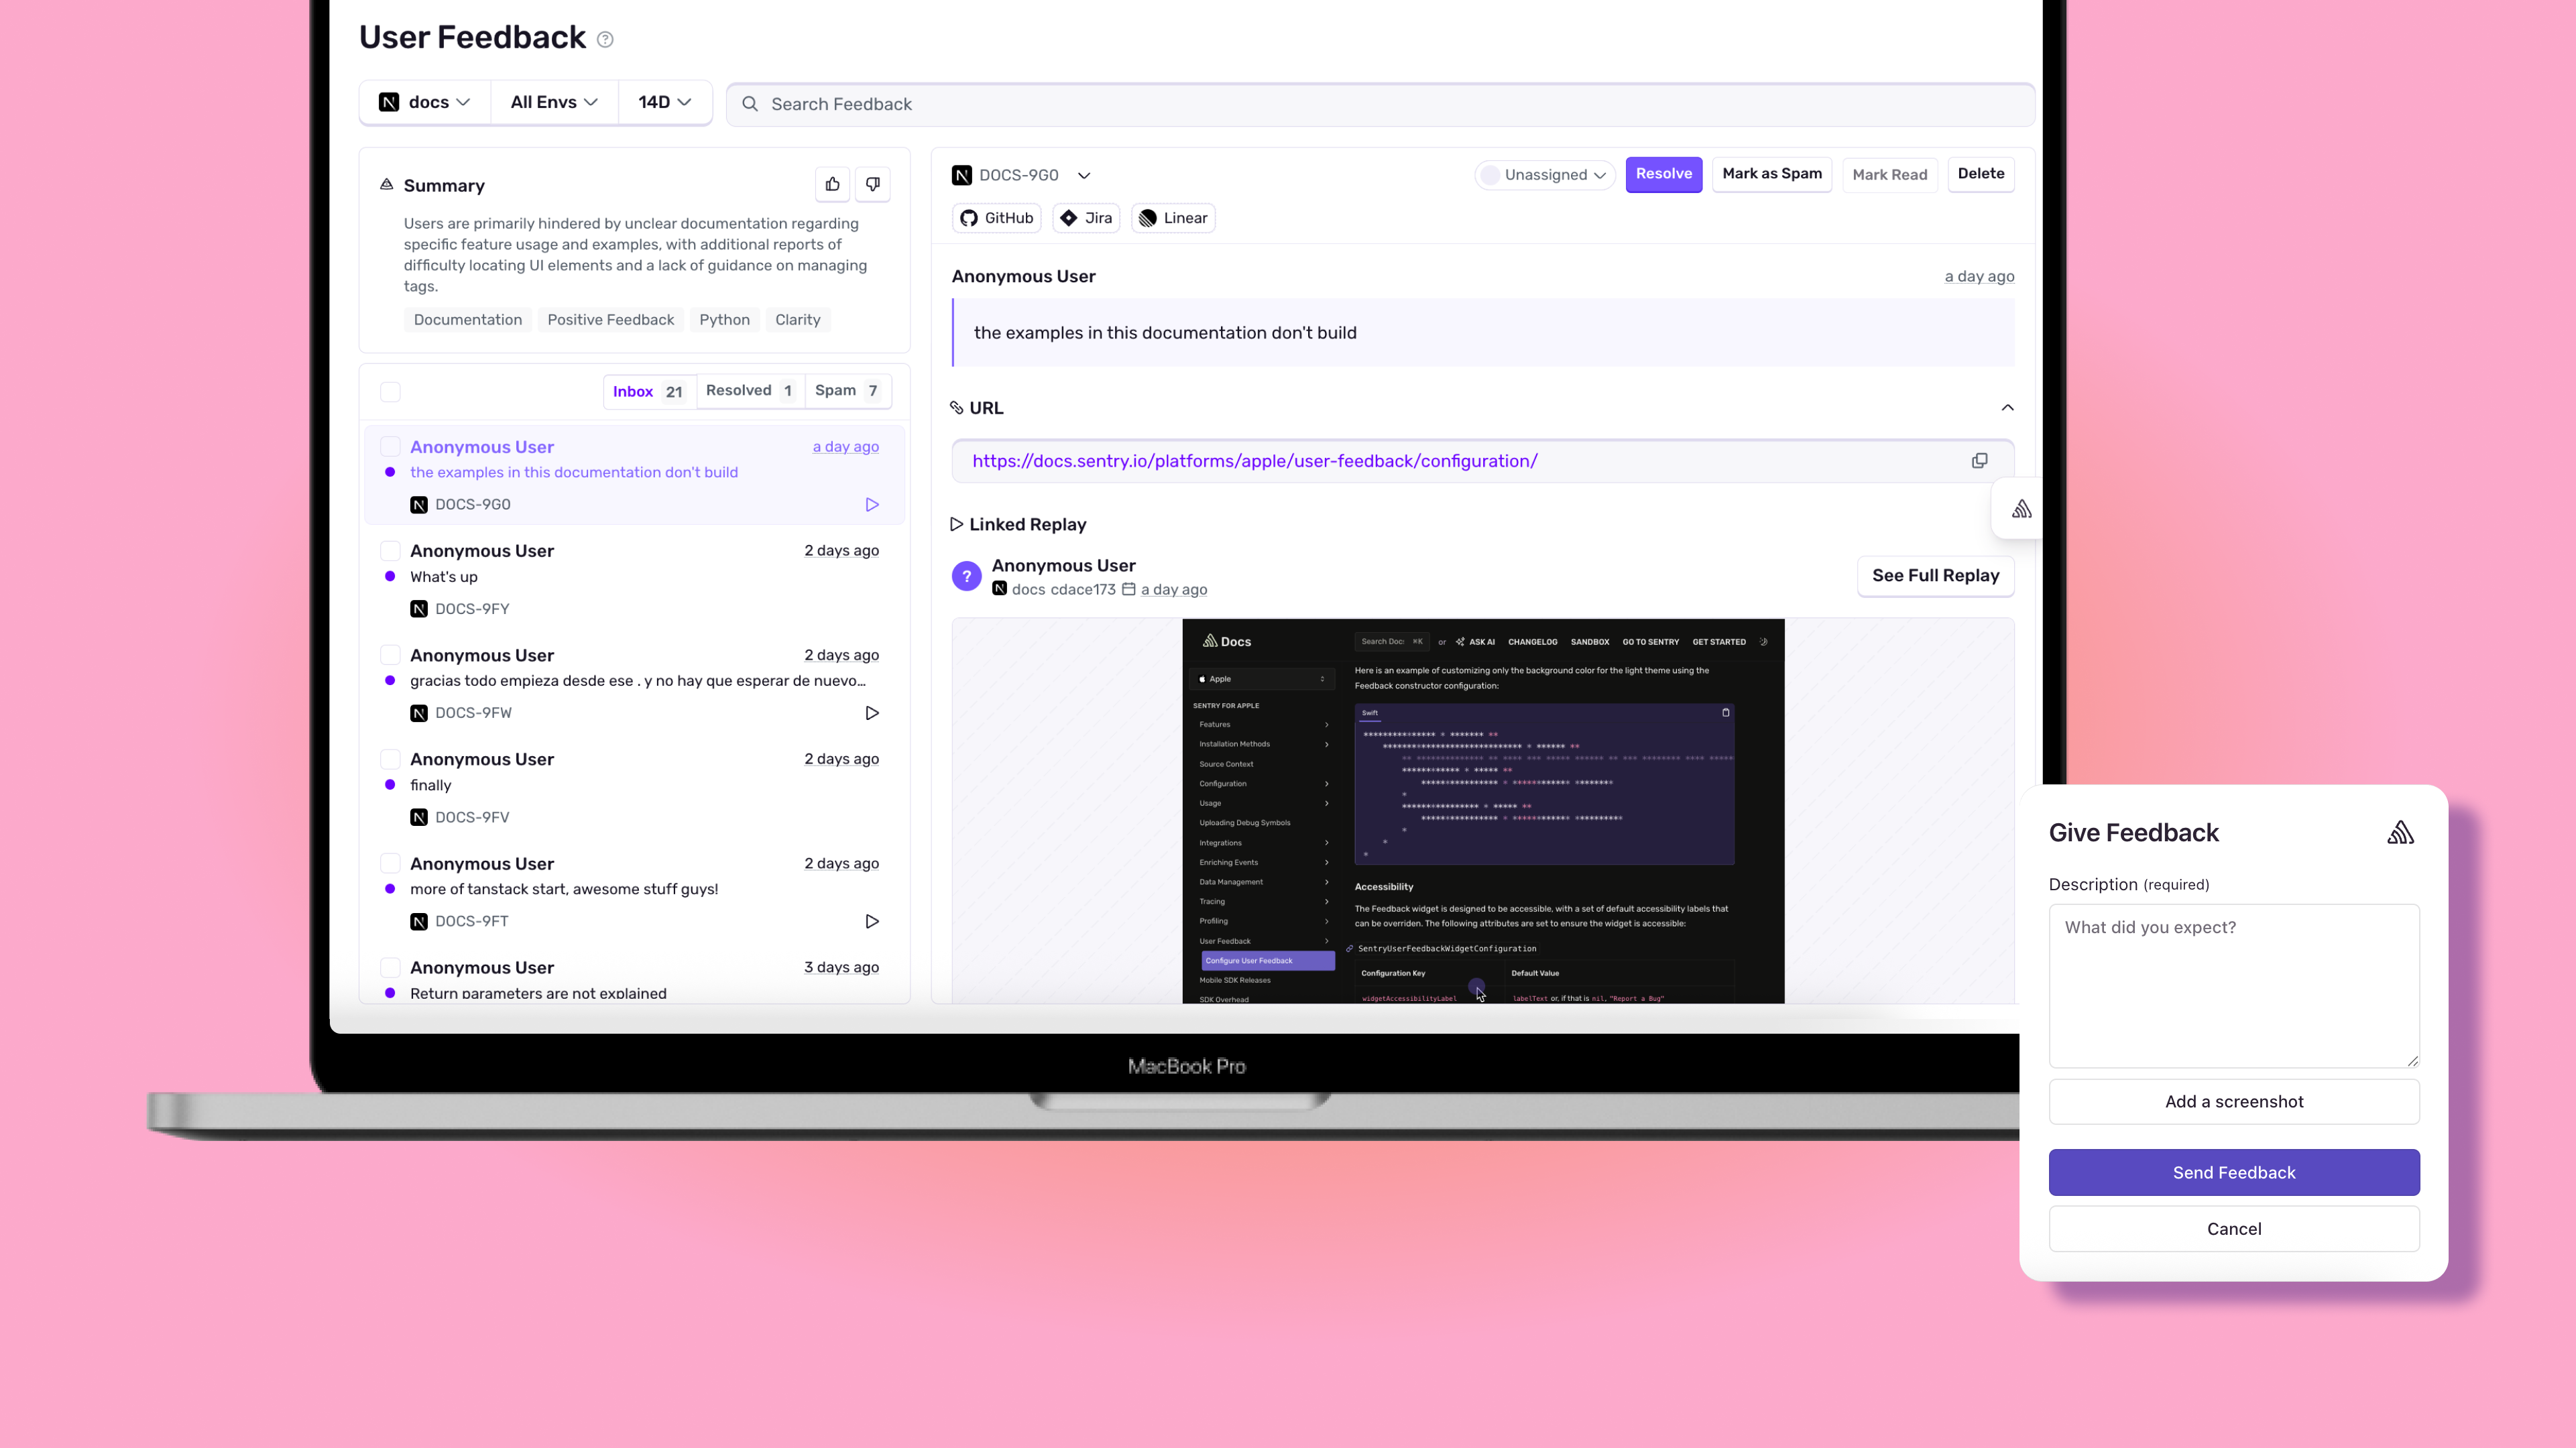 User Feedback
docs
All Envs
14D
Search Feedback
Summary
Users are primarily hindered by unclear documentation regarding
specific feature usage and examples, with additional reports of
difficulty locating UI elements and a lack of guidance on managing
tags.
Documentation
Positive Feedback
Python
Clarity
Inbox 21
Resolved 1
Spam 7
Anonymous User a day ago
the examples in this documentation don't build
DOCS-9G0
Anonymous User 2 days ago
What's up
DOCS-9FY
Anonymous User 2 days ago
gracias todo empieza desde ese . y no hay que esperar de nuevo...
DOCS-9FW
Anonymous User 2 days ago
finally
DOCS-9FV
Anonymous User 2 days ago
more of tanstack start, awesome stuff guys!
DOCS-9FT
Anonymous User 3 days ago
Return parameters are not explained
DOCS-9G0
Unassigned
Resolve
Mark as Spam
Mark Read
Delete
GitHub
Jira
Linear
Anonymous User a day ago
the examples in this documentation don't build
URL
https://docs.sentry.io/platforms/apple/user-feedback/configuration/
Linked Replay
? Anonymous User
docs cdace173 a day ago
See Full Replay
Docs
Search Doc: ⌘K or ASK AI CHANGELOG SANDBOX GO TO SENTRY GET STARTED
Apple
SENTRY FOR APPLE
Features
Installation Methods
Source Context
Configuration
Usage
Uploading Debug Symbols
Integrations
Enriching Events
Data Management
Tracing
Profiling
User Feedback
Configure User Feedback
Mobile SDK Releases
SDK Overhead
Here is an example of customizing only the background color for the light theme using the
Feedback constructor configuration:
Swift
Accessibility
The Feedback widget is designed to be accessible, with a set of default accessibility labels that
can be overriden. The following attributes are set to ensure the widget is accessible:
SentryUserFeedbackWidgetConfiguration
Configuration Key Default Value
widgetAccessibilityLabel labelText or, if that is nil, "Report a Bug"
MacBook Pro
Give Feedback
Description (required)
What did you expect?
Add a screenshot
Send Feedback
Cancel